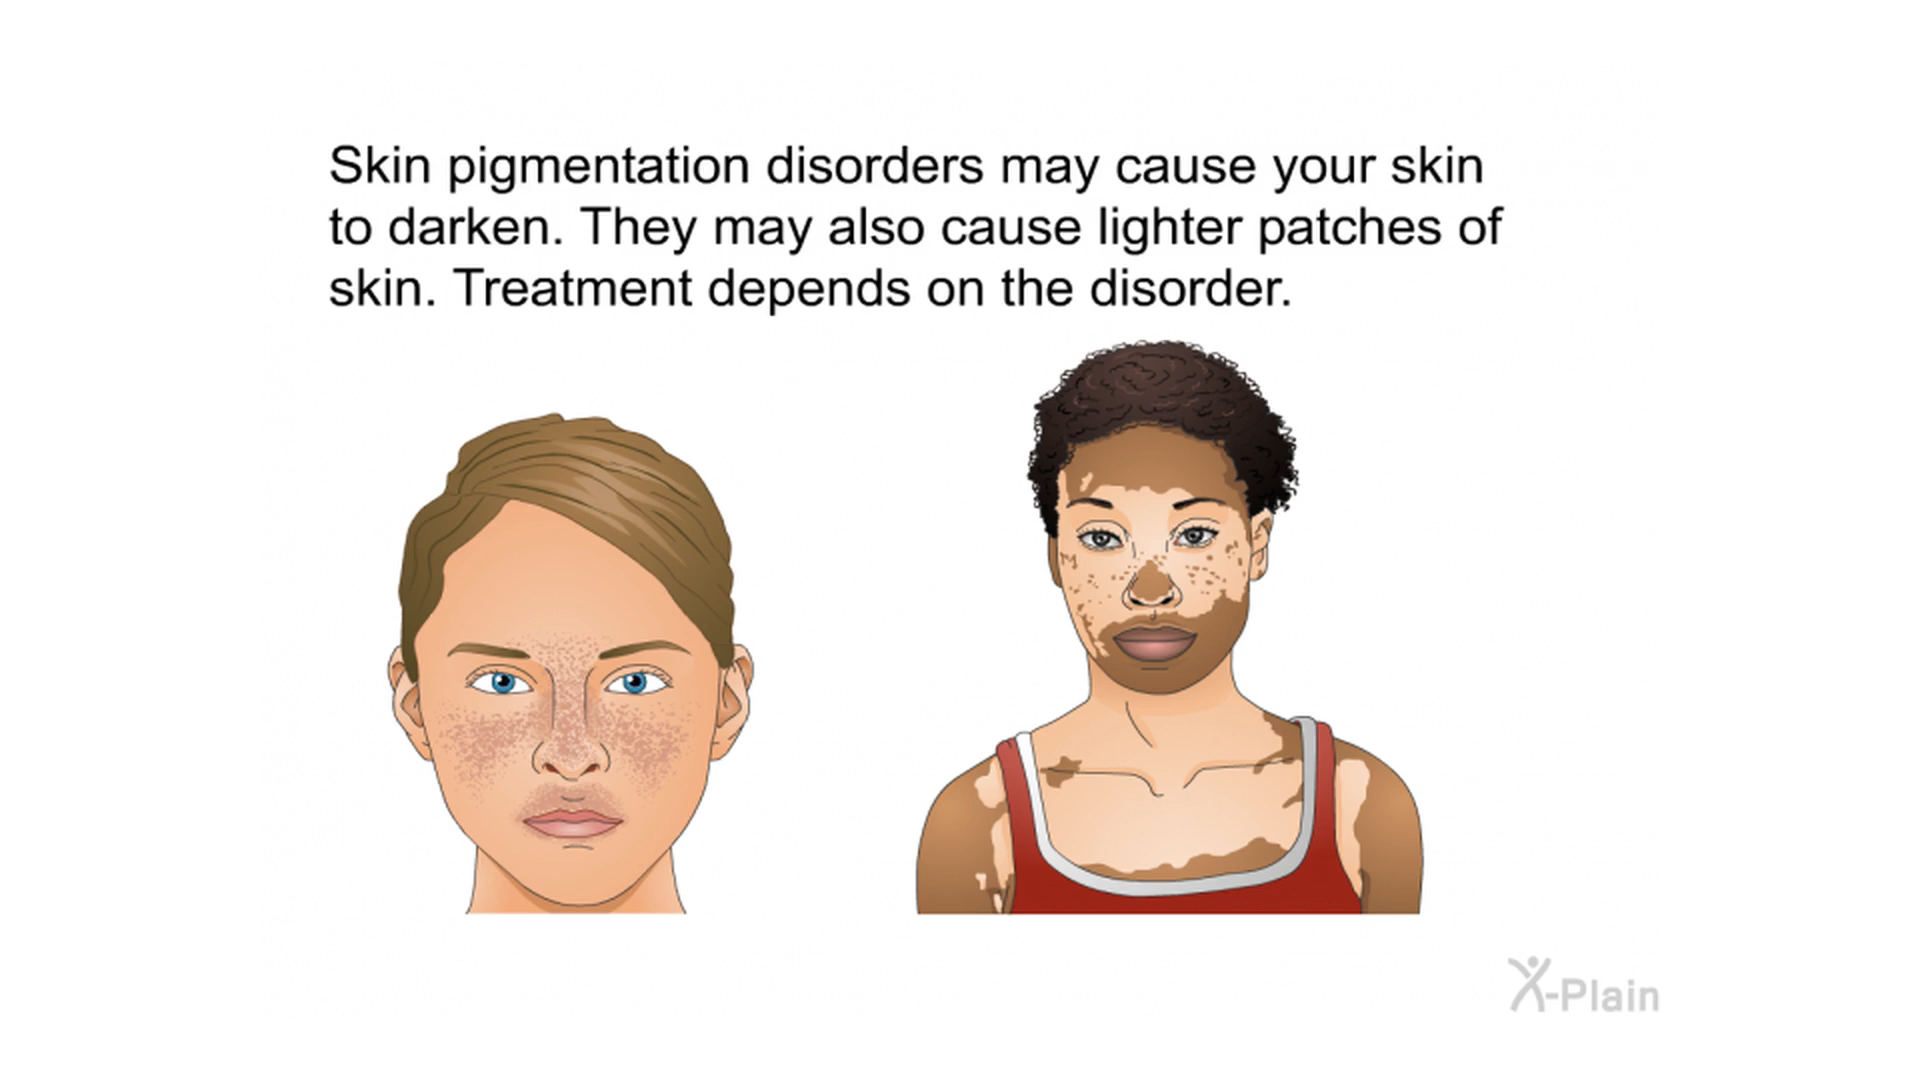 Skin pigmentation disorders may cause your skin
to darken. They may also cause lighter patches of
skin. Treatment depends on the disorder.
X-Plain